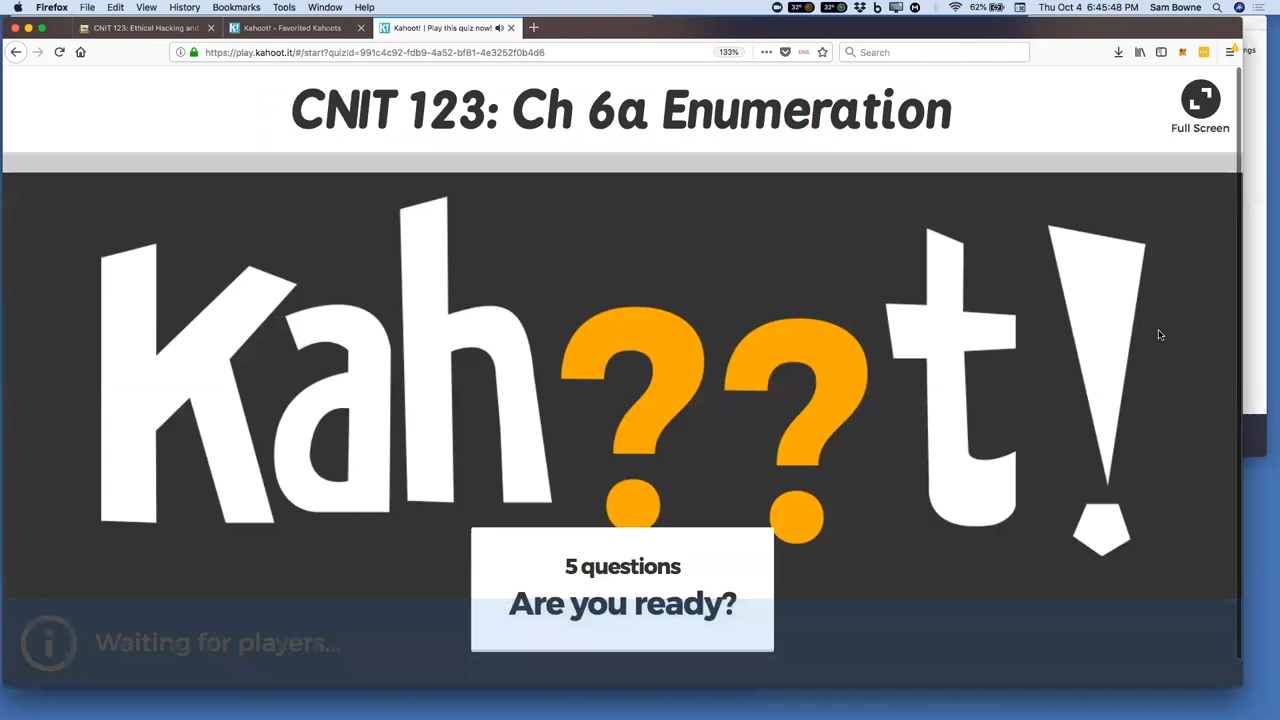 Firefox File Edit View History Bookmarks Tools Window Help 32° 32° 62% Thu Oct 4 6:45:48 PM Sam Bowne
CNIT 123: Ethical Hacking and Kahoot! - Favorited Kahoots Kahoot! | Play this quiz now!
https://play.kahoot.it/#/start?quizId=991c4c92-fdb9-4a52-bf81-4e3252f0b4d6 133% Search
CNIT 123: Ch 6a Enumeration
Full Screen
Kah??t!
5 questions
Are you ready?
Waiting for players...